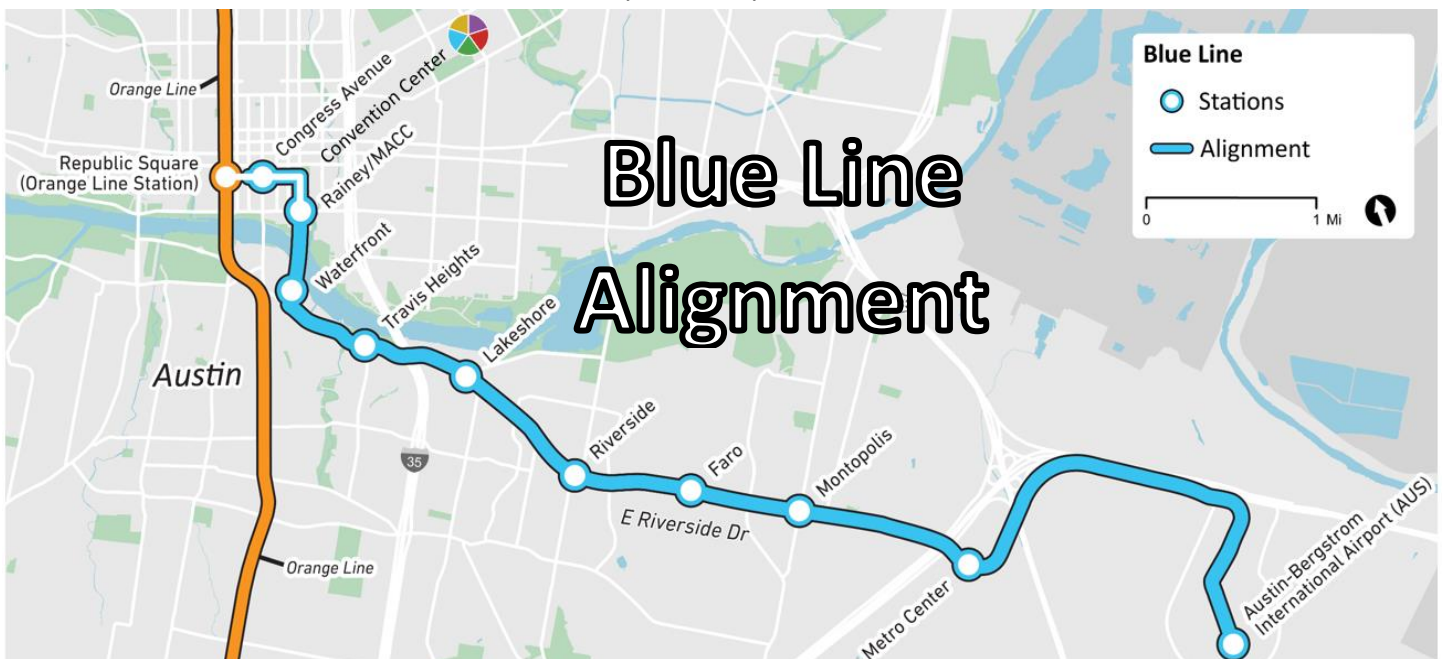 Blue Line
Alignment
Blue Line
Stations
Alignment
0
1 Mi
Orange Line
Republic Square
(Orange Line Station)
Congress Avenue
Convention Center
Rainey/MACC
Waterfront
Travis Heights
Lakeshore
Austin
35
Riverside
Faro
Montopolis
E Riverside Dr
Orange Line
Metro Center
Austin-Bergstrom
International Airport (AUS)